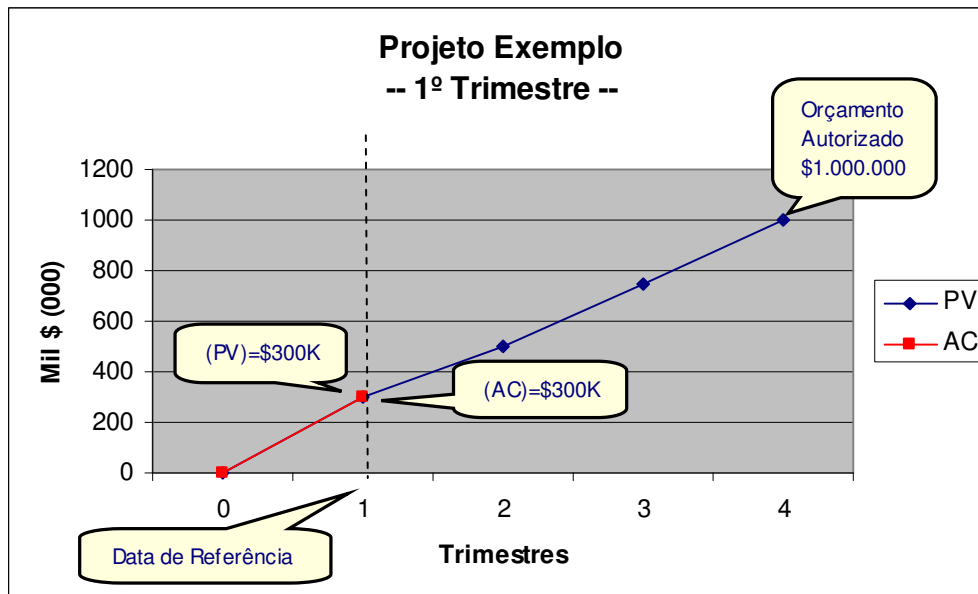 Projeto Exemplo
-- 1º Trimestre --
Orçamento
Autorizado
$1.000.000
1200
1000
800
600
400
200
0
Mil $ (000)
(PV)=$300K
(AC)=$300K
PV
AC
0 1 2 3 4
Data de Referência
Trimestres